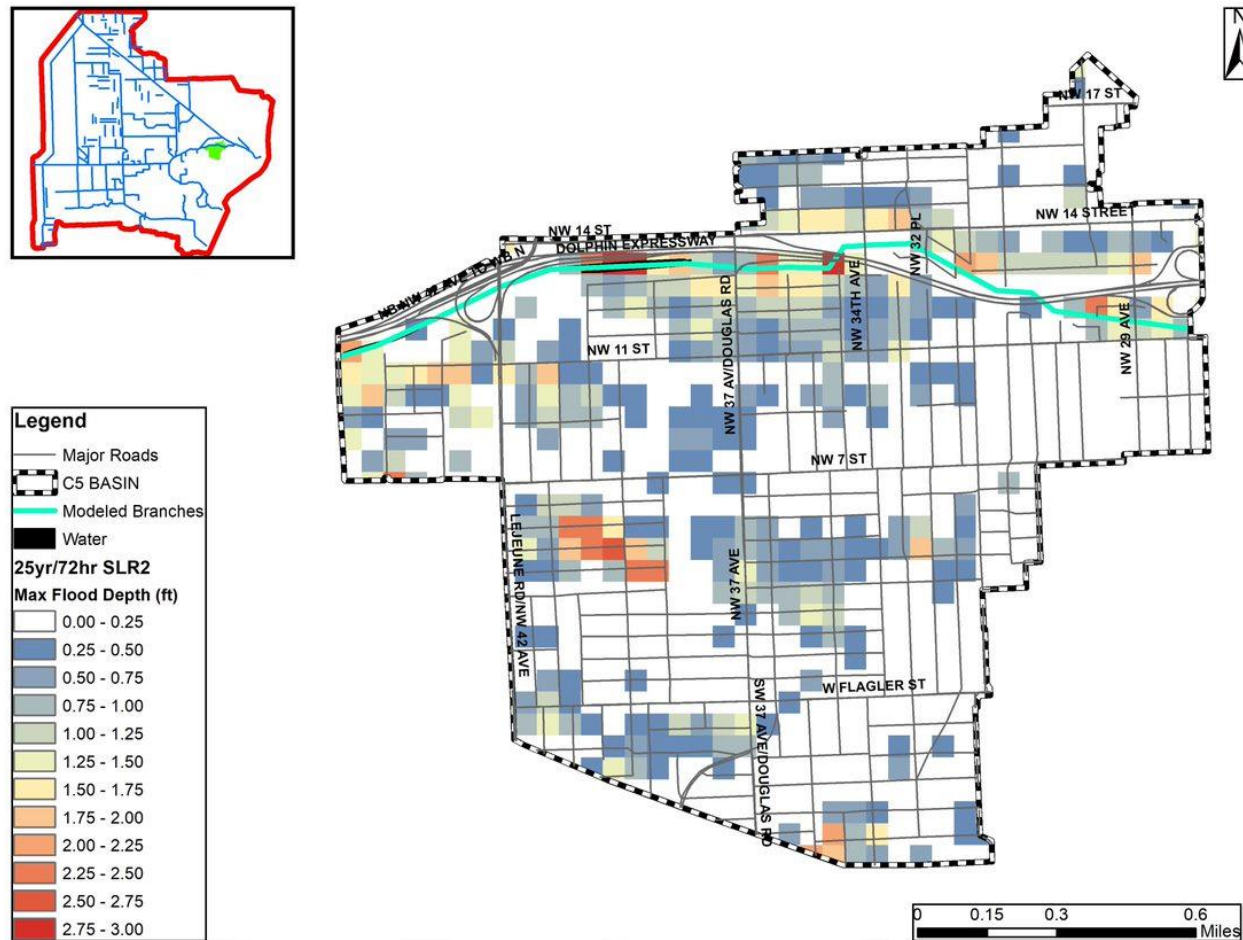 N
NW 17 ST
NW 14 STREET
NW 14 ST
DOLPHIN EXPRESSWAY
NW 32 PL
NW 37 AV/DOUGLAS RD
NW 34TH AVE
NW 29 AVE
NW 11 ST
NW 7 ST
LEJEUNE RD/NW 42 AVE
NW 37 AVE
W FLAGLER ST
SW 37 AVE/DOUGLAS RD
Legend
Major Roads
C5 BASIN
Modeled Branches
Water
25yr/72hr SLR2
Max Flood Depth (ft)
0.00 - 0.25
0.25 - 0.50
0.50 - 0.75
0.75 - 1.00
1.00 - 1.25
1.25 - 1.50
1.50 - 1.75
1.75 - 2.00
2.00 - 2.25
2.25 - 2.50
2.50 - 2.75
2.75 - 3.00
0 0.15 0.3 0.6
Miles